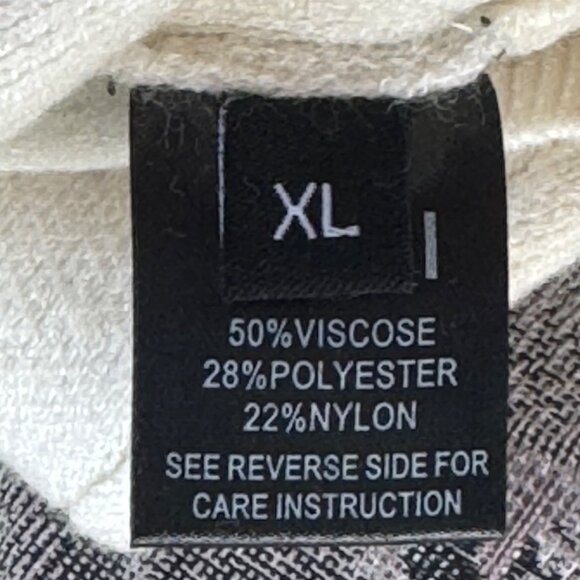 XL
50%VISCOSE
28%POLYESTER
22%NYLON
SEE REVERSE SIDE FOR
CARE INSTRUCTION